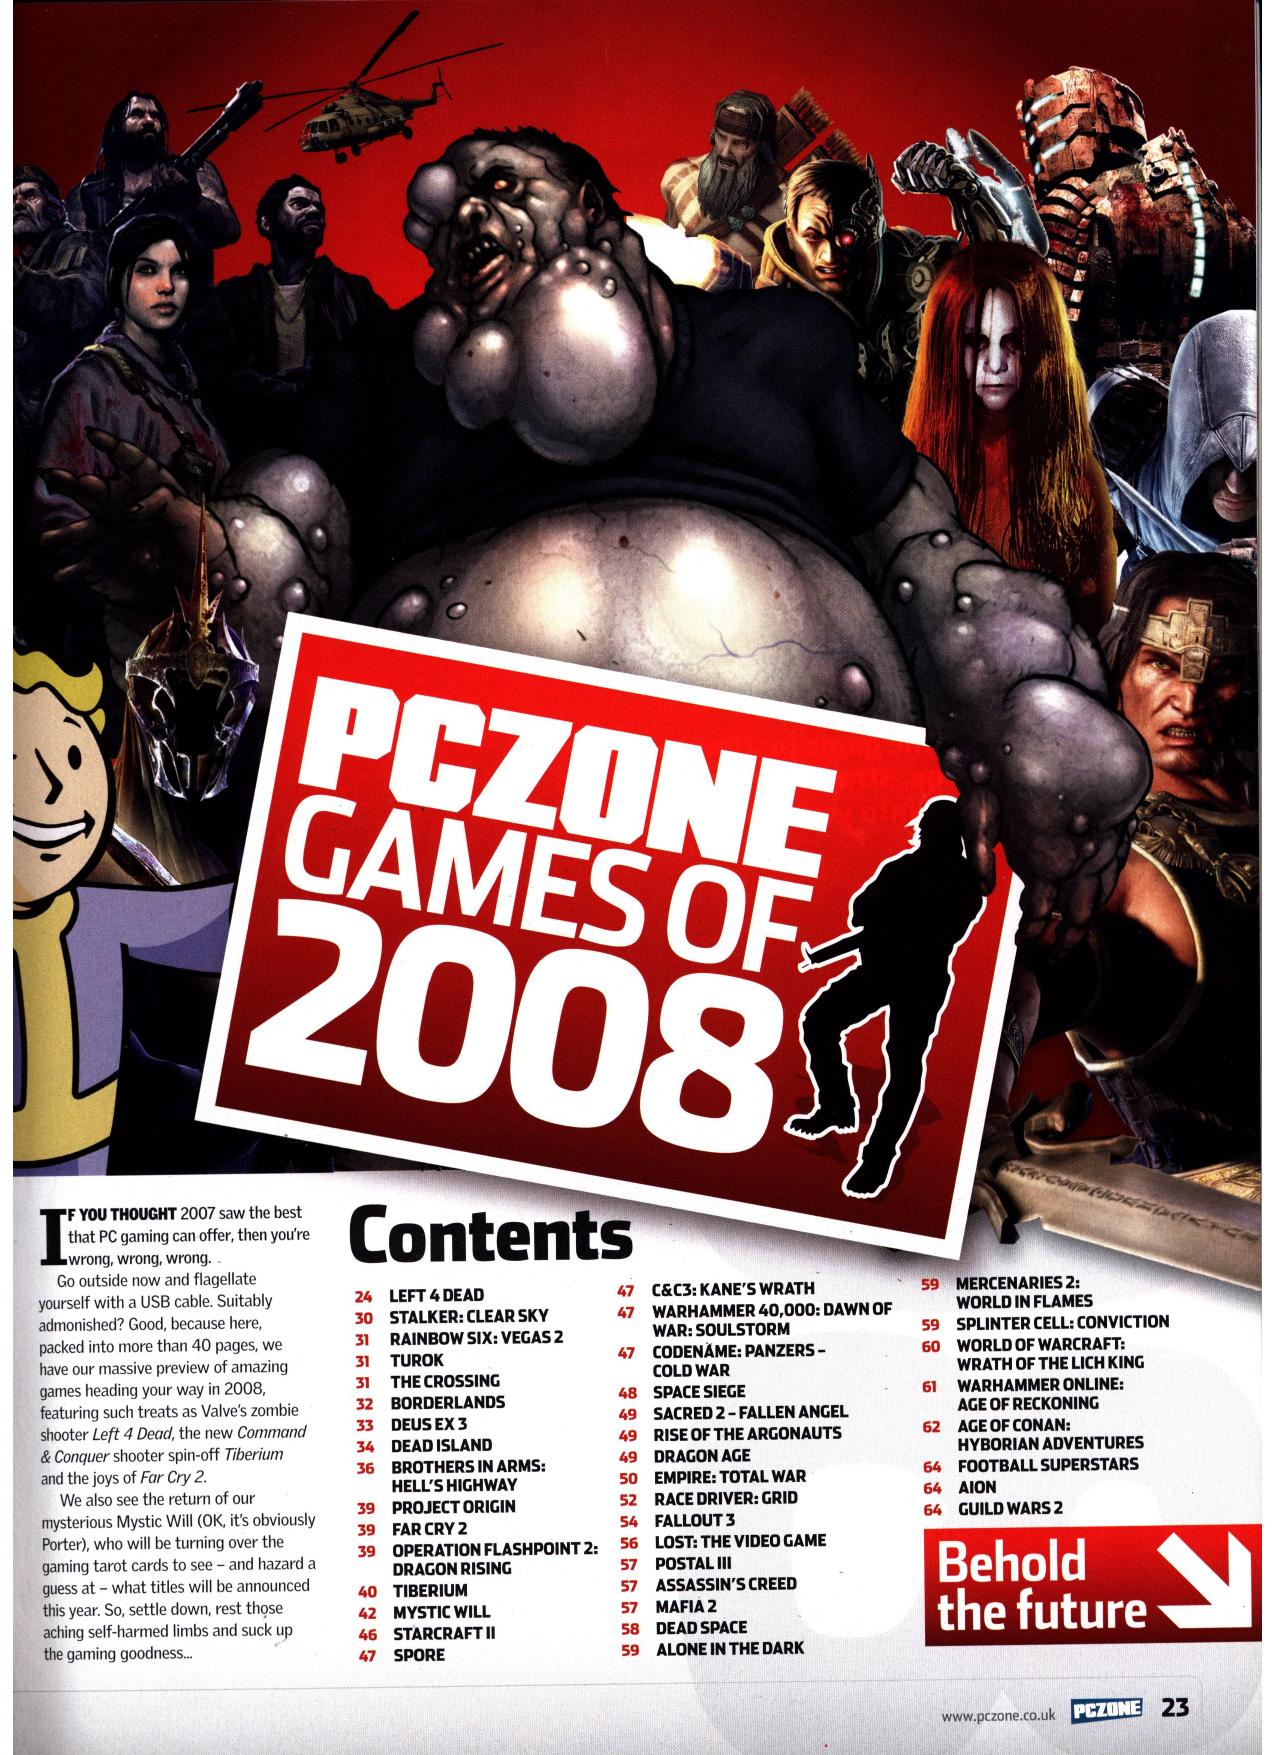 PCZONE
GAMES OF
2008
IF YOU THOUGHT 2007 saw the best
that PC gaming can offer, then you're
wrong, wrong, wrong.
Go outside now and flagellate
yourself with a USB cable. Suitably
admonished? Good, because here,
packed into more than 40 pages, we
have our massive preview of amazing
games heading your way in 2008,
featuring such treats as Valve's zombie
shooter Left 4 Dead, the new Command
& Conquer shooter spin-off Tiberium
and the joys of Far Cry 2.
We also see the return of our
mysterious Mystic Will (OK, it's obviously
Porter), who will be turning over the
gaming tarot cards to see – and hazard a
guess at – what titles will be announced
this year. So, settle down, rest those
aching self-harmed limbs and suck up
the gaming goodness...
Contents
24 LEFT 4 DEAD
30 STALKER: CLEAR SKY
31 RAINBOW SIX: VEGAS 2
31 TUROK
31 THE CROSSING
32 BORDERLANDS
33 DEUS EX 3
34 DEAD ISLAND
36 BROTHERS IN ARMS:
HELL'S HIGHWAY
39 PROJECT ORIGIN
39 FAR CRY 2
39 OPERATION FLASHPOINT 2:
DRAGON RISING
40 TIBERIUM
42 MYSTIC WILL
46 STARCRAFT II
47 SPORE
47 C&C3: KANE'S WRATH
47 WARHAMMER 40,000: DAWN OF
WAR: SOULSTORM
47 CODENAME: PANZERS –
COLD WAR
48 SPACE SIEGE
49 SACRED 2 – FALLEN ANGEL
49 RISE OF THE ARGONAUTS
49 DRAGON AGE
50 EMPIRE: TOTAL WAR
52 RACE DRIVER: GRID
54 FALLOUT 3
56 LOST: THE VIDEO GAME
57 POSTAL III
57 ASSASSIN'S CREED
57 MAFIA 2
58 DEAD SPACE
59 ALONE IN THE DARK
59 MERCENARIES 2:
WORLD IN FLAMES
59 SPLINTER CELL: CONVICTION
60 WORLD OF WARCRAFT:
WRATH OF THE LICH KING
61 WARHAMMER ONLINE:
AGE OF RECKONING
62 AGE OF CONAN:
HYBORIAN ADVENTURES
64 FOOTBALL SUPERSTARS
64 AION
64 GUILD WARS 2
Behold
the future
www.pczone.co.uk PCZONE 23